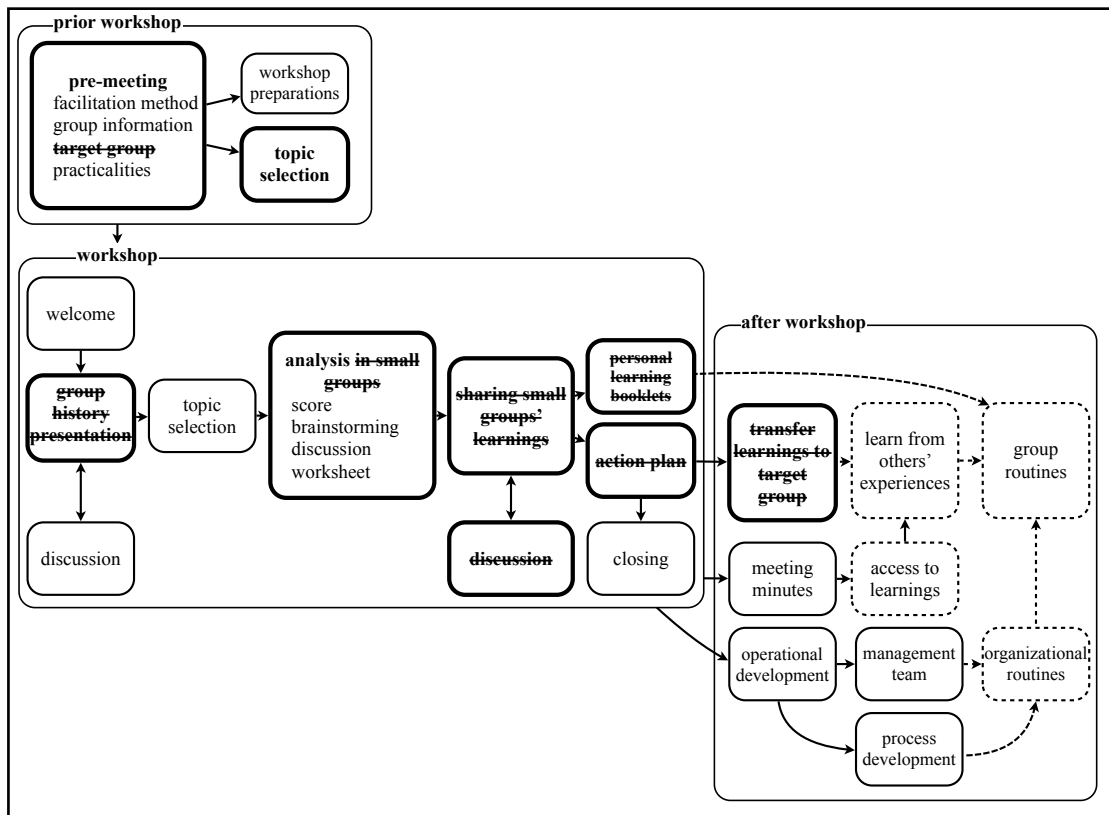 prior workshop
pre-meeting
facilitation method
group information
target group
practicalities
workshop
preparations
topic
selection
workshop
welcome
group
history
presentation
discussion
topic
selection
analysis in small
groups
score
brainstorming
discussion
worksheet
sharing small
groups’
learnings
discussion
personal
learning
booklets
action plan
closing
after workshop
transfer
learnings to
target
group
learn from
others’
experiences
group
routines
meeting
minutes
access to
learnings
operational
development
management
team
organizational
routines
process
development